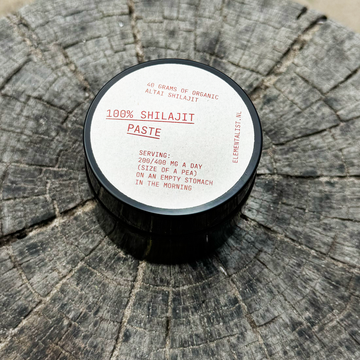 60 GRAMS OF ORGANIC
ALTAI SHILAJIT
100% SHILAJIT
PASTE
SERVING:
200/400 MG A DAY
(SIZE OF A PEA)
ON AN EMPTY STOMACH
IN THE MORNING
ELEMENTALIST.NL